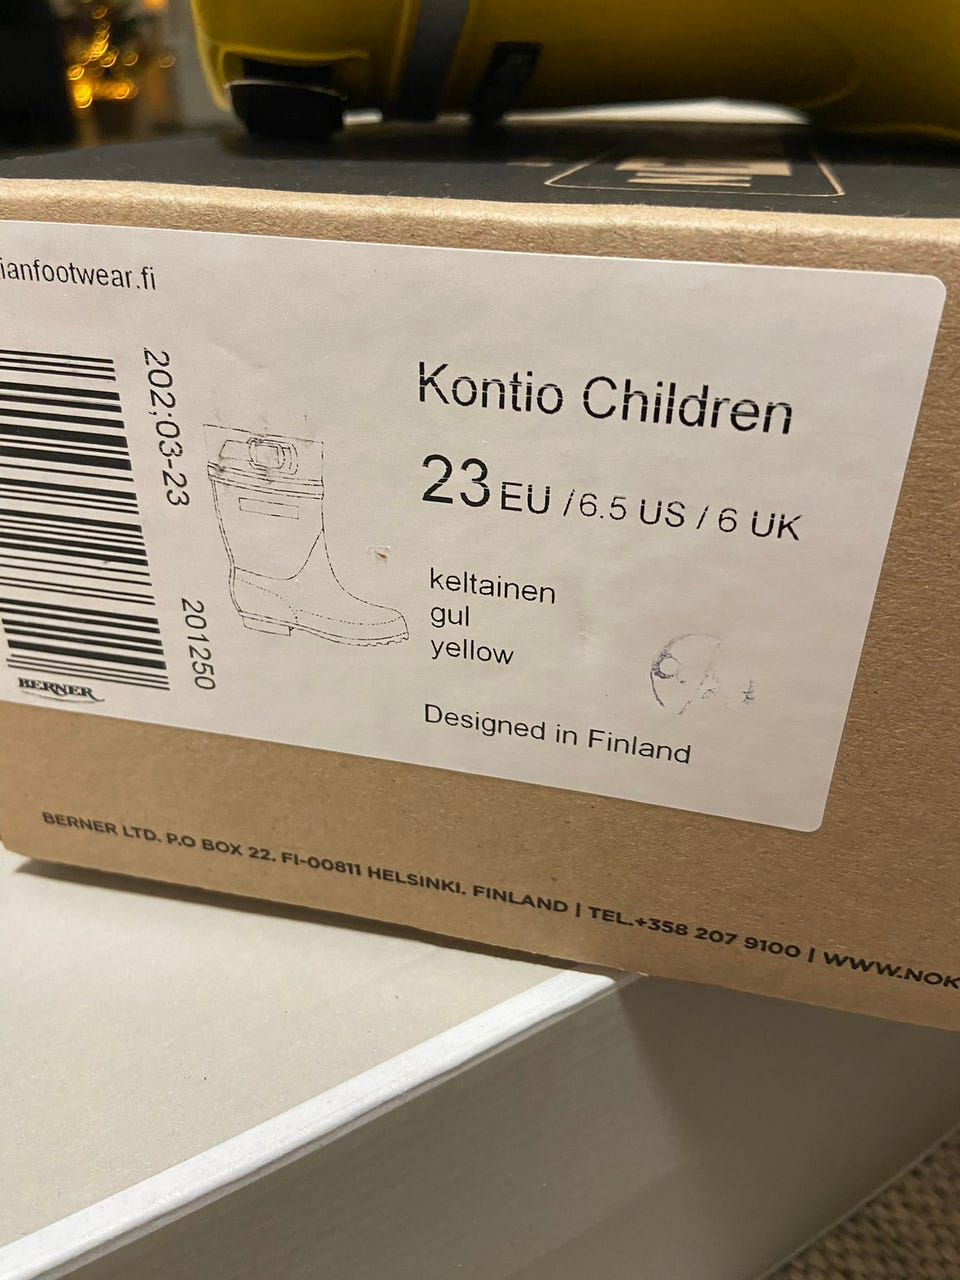 ianfootwear.fi
202;03-23
201250
BERNER
Kontio Children
23 EU / 6.5 US / 6 UK
keltainen
gul
yellow
Designed in Finland
BERNER LTD. P.O BOX 22, FI-00811 HELSINKI, FINLAND | TEL.+358 207 9100 | WWW.NOK